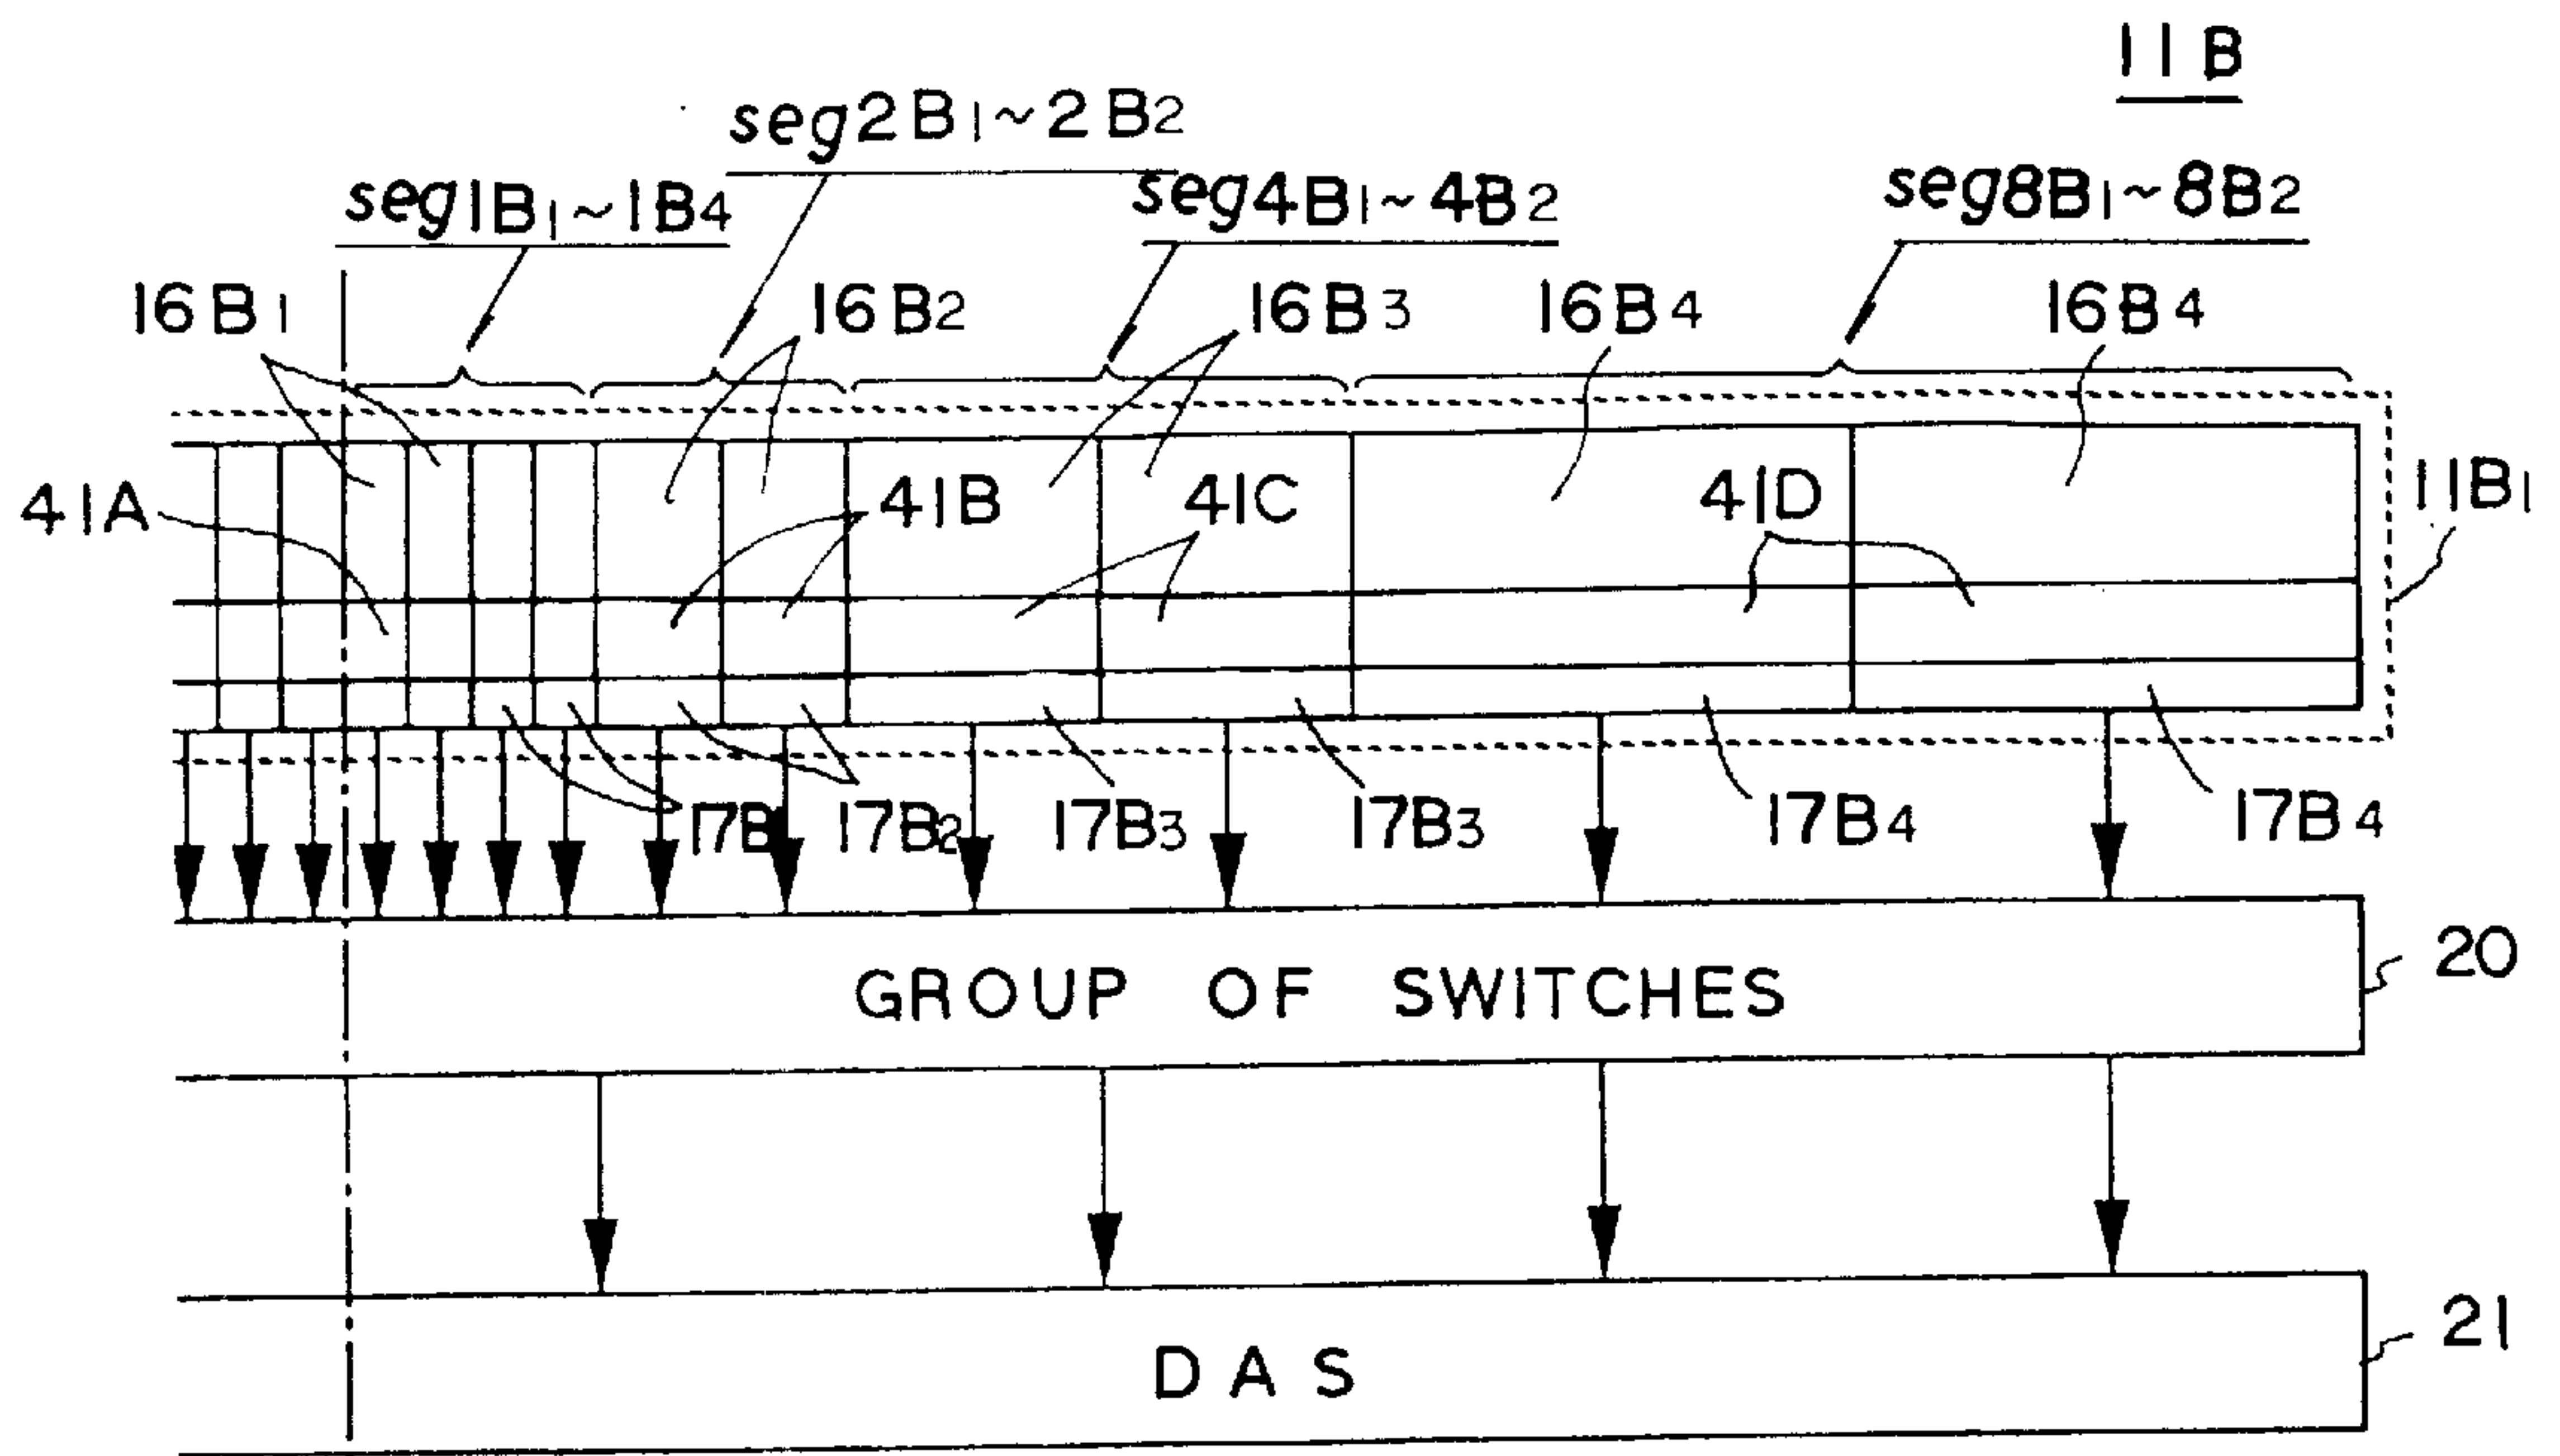 11B
seg2B1~2B2
seg1B1~1B4
seg4B1~4B2
seg8B1~8B2
16B1
16B2
16B3
16B4
16B4
41A
41B
41C
41D
11B1
17B1
17B2
17B3
17B3
17B4
17B4
GROUP OF SWITCHES
20
DAS
21